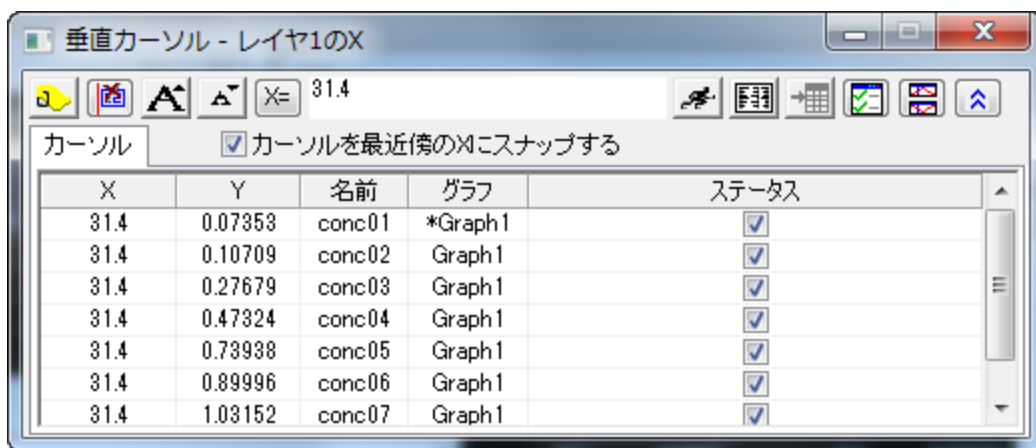 垂直カーソル - レイヤ1のX
X= 31.4
カーソル カーソルを最近傍のXにスナップする
X Y 名前 グラフ ステータス
31.4 0.07353 conc01 *Graph1
31.4 0.10709 conc02 Graph1
31.4 0.27679 conc03 Graph1
31.4 0.47324 conc04 Graph1
31.4 0.73938 conc05 Graph1
31.4 0.89996 conc06 Graph1
31.4 1.03152 conc07 Graph1